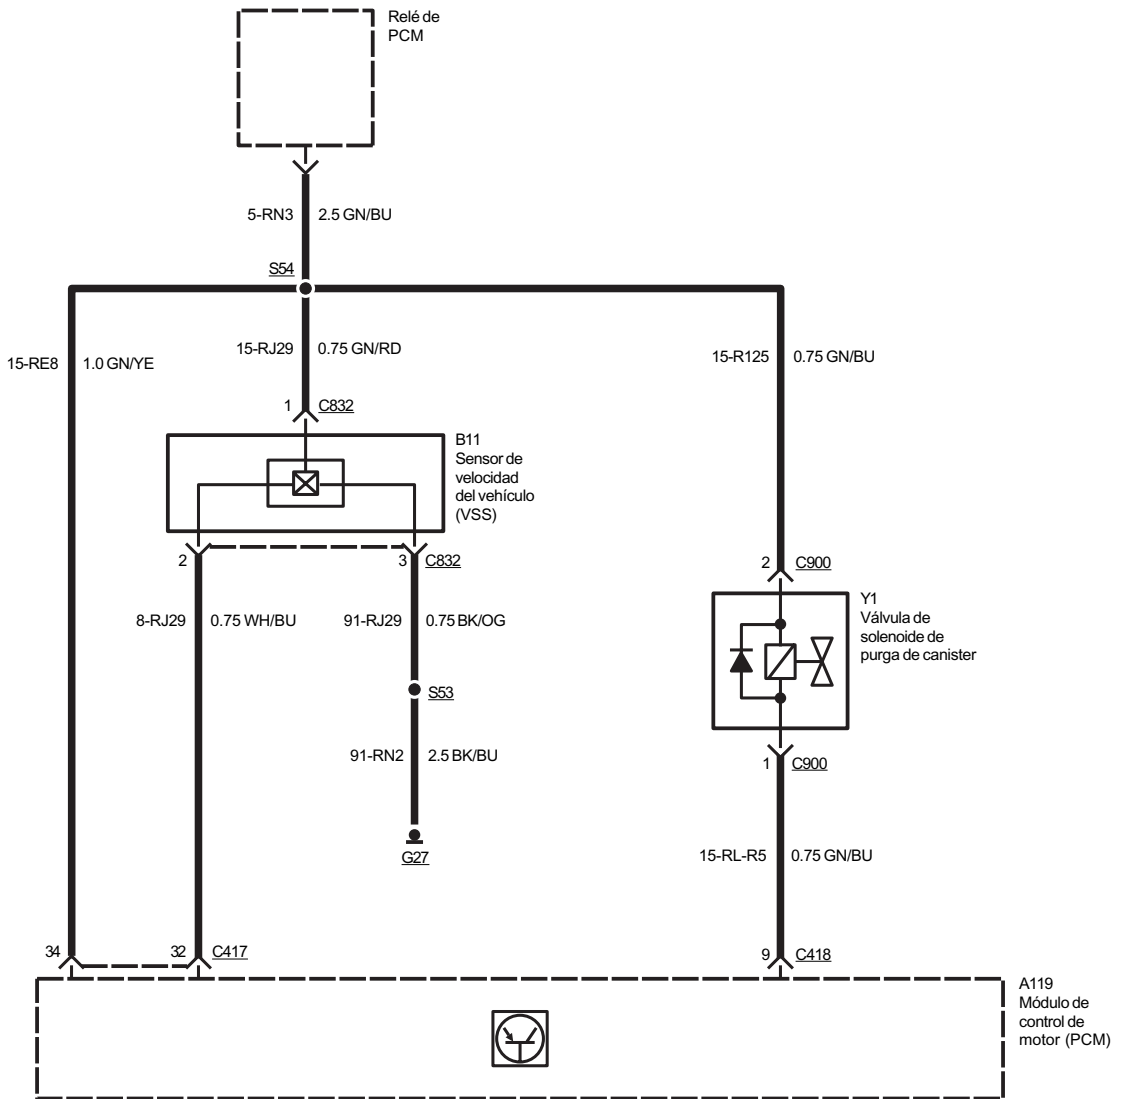 Relé de
PCM
5-RN3 2.5 GN/BU
S54
15-RE8 1.0 GN/YE
15-RJ29 0.75 GN/RD
15-R125 0.75 GN/BU
1 C832
B11
Sensor de
velocidad
del vehículo
(VSS)
2 3 C832
2 C900
8-RJ29 0.75 WH/BU
91-RJ29 0.75 BK/OG
Y1
Válvula de
solenoide de
purga de canister
S53
91-RN2 2.5 BK/BU
1 C900
G27
15-RL-R5 0.75 GN/BU
34 32 C417
9 C418
A119
Módulo de
control de
motor (PCM)